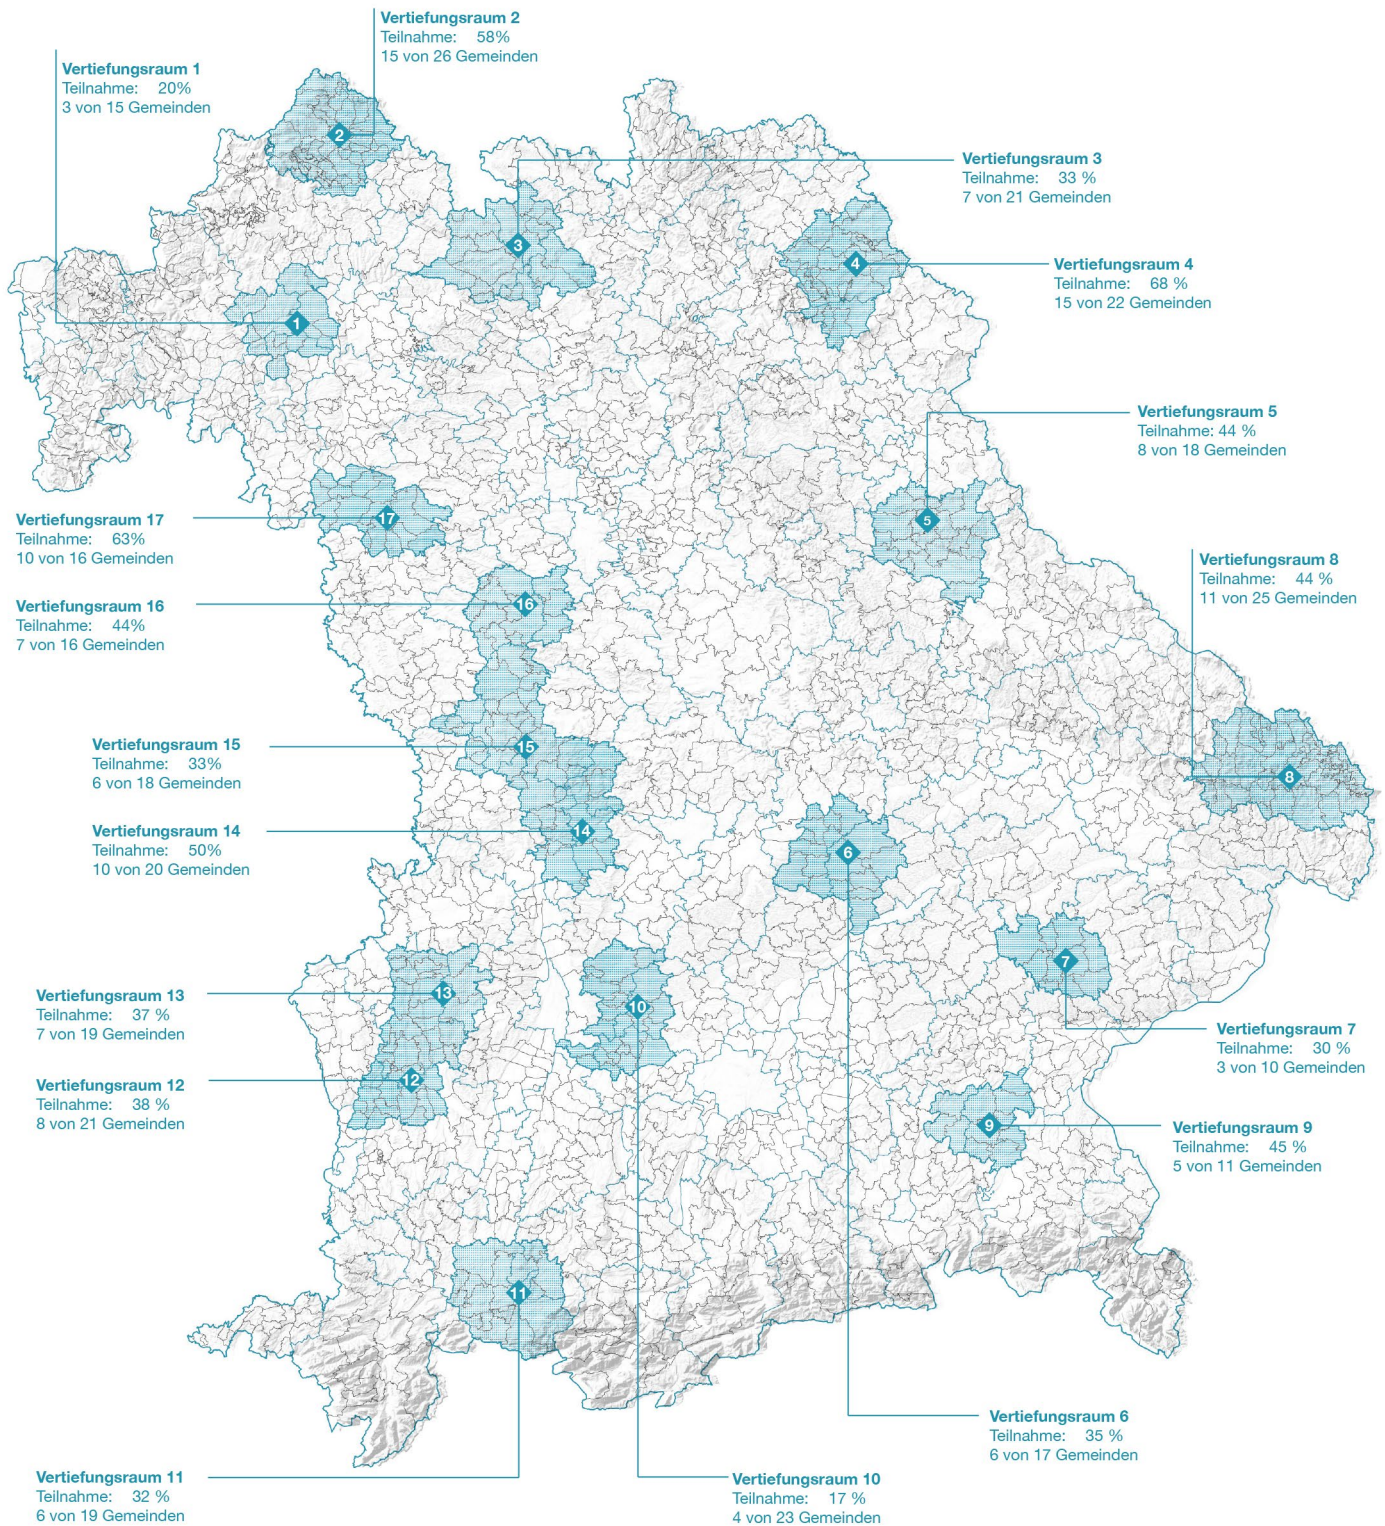 Vertiefungsraum 2
Teilnahme: 58%
15 von 26 Gemeinden
Vertiefungsraum 1
Teilnahme: 20%
3 von 15 Gemeinden
Vertiefungsraum 3
Teilnahme: 33 %
7 von 21 Gemeinden
Vertiefungsraum 4
Teilnahme: 68 %
15 von 22 Gemeinden
Vertiefungsraum 5
Teilnahme: 44 %
8 von 18 Gemeinden
Vertiefungsraum 17
Teilnahme: 63%
10 von 16 Gemeinden
Vertiefungsraum 8
Teilnahme: 44 %
11 von 25 Gemeinden
Vertiefungsraum 16
Teilnahme: 44%
7 von 16 Gemeinden
Vertiefungsraum 15
Teilnahme: 33%
6 von 18 Gemeinden
Vertiefungsraum 14
Teilnahme: 50%
10 von 20 Gemeinden
Vertiefungsraum 13
Teilnahme: 37 %
7 von 19 Gemeinden
Vertiefungsraum 7
Teilnahme: 30 %
3 von 10 Gemeinden
Vertiefungsraum 12
Teilnahme: 38 %
8 von 21 Gemeinden
Vertiefungsraum 9
Teilnahme: 45 %
5 von 11 Gemeinden
Vertiefungsraum 6
Teilnahme: 35 %
6 von 17 Gemeinden
Vertiefungsraum 11
Teilnahme: 32 %
6 von 19 Gemeinden
Vertiefungsraum 10
Teilnahme: 17 %
4 von 23 Gemeinden
2
3
4
1
17
5
16
15
8
14
6
7
13
10
12
9
11